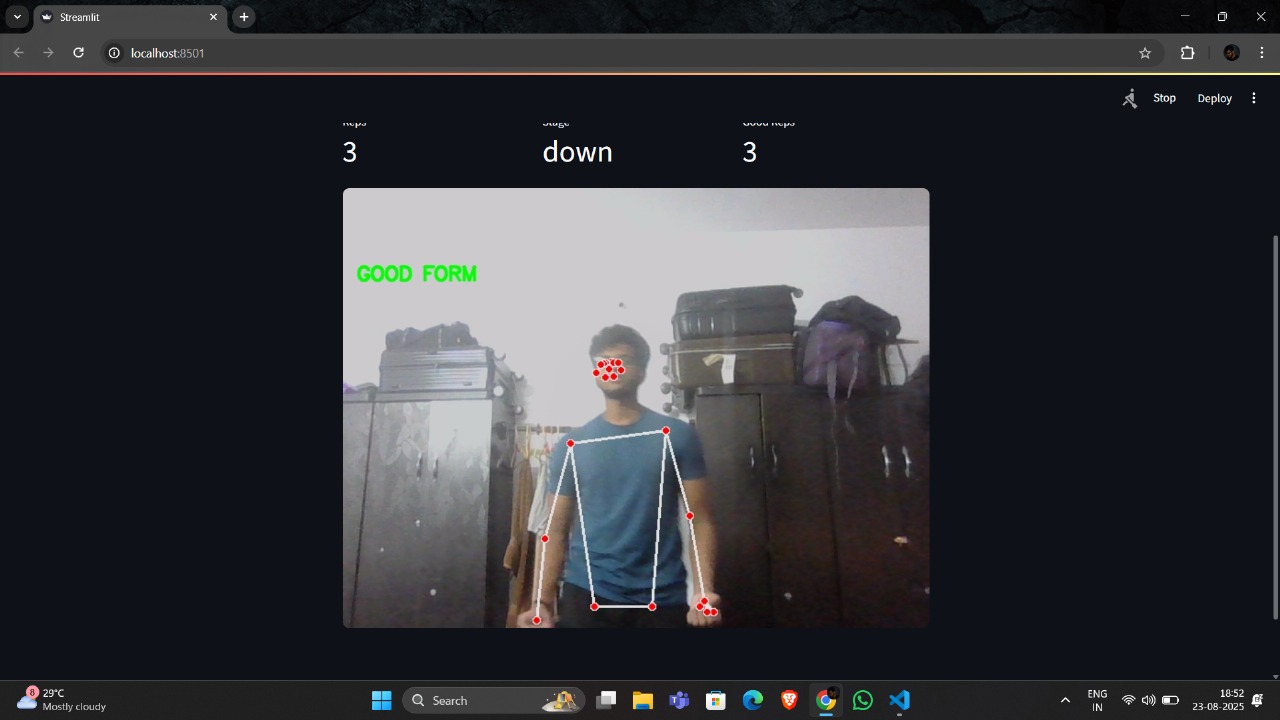 Streamlit
localhost:8501
Stop
Deploy
Reps
Stage
Good Reps
3
down
3
GOOD FORM
8
29°C
Mostly cloudy
Search
ENG
IN
18:52
23-08-2025